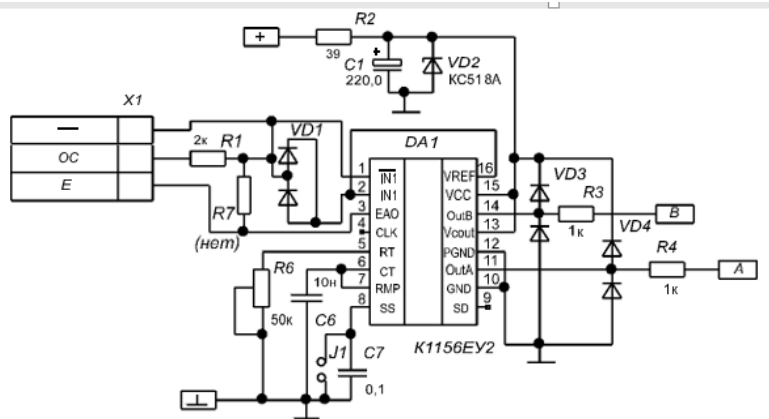 +
R2
39
C1
+
220,0
VD2
КС518А
X1
—
ОС
E
2к
R1
VD1
R7
(нет)
DA1
1
2
3
4
5
6
7
8
IN1
IN1
EAO
CLK
RT
CT
RMP
SS
VREF
VCC
OutB
Vcout
PGND
OutA
GND
SD
16
15
14
13
12
11
10
9
VD3
R3
1к
B
VD4
R4
1к
A
R6
50к
10н
C6
J1
C7
0,1
К1156ЕУ2